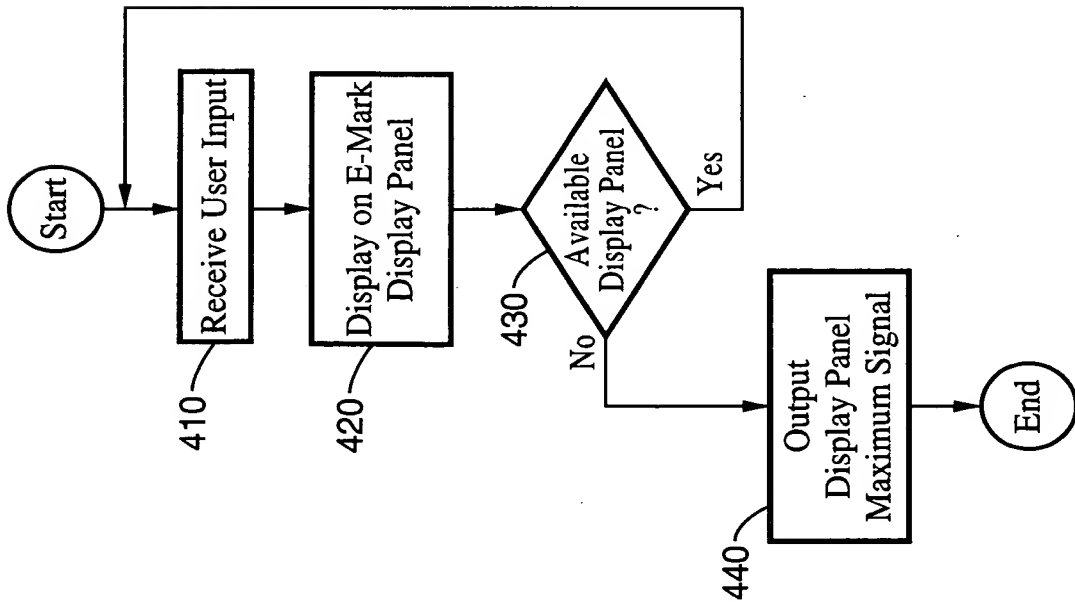 Start
410
Receive User Input
420
Display on E-Mark
Display Panel
430
Available
Display Panel
?
Yes
No
440
Output
Display Panel
Maximum Signal
End